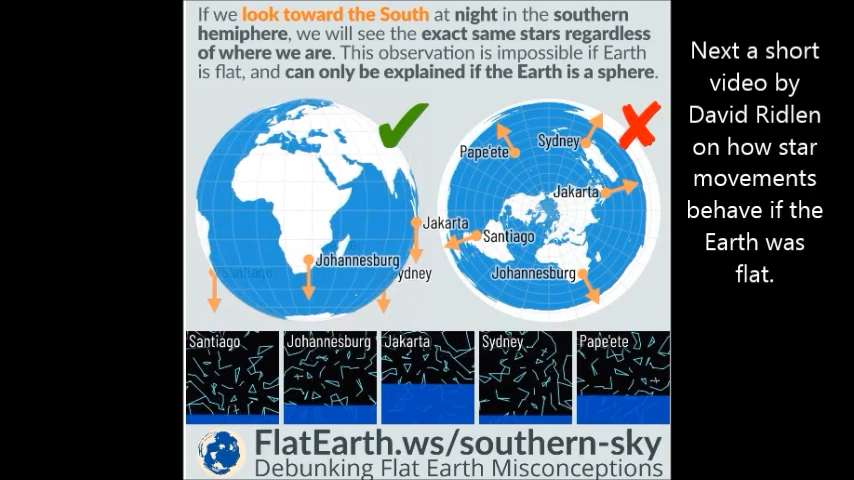 If we look toward the South at night in the southern
hemisphere, we will see the exact same stars regardless
of where we are. This observation is impossible if Earth
is flat, and can only be explained if the Earth is a sphere.
Jakarta
Johannesburg
Santiago
ydney
Pape'ete
Sydney
Jakarta
Santiago
Johannesburg
Santiago
Johannesburg
Jakarta
Sydney
Pape'ete
FlatEarth.ws/southern-sky
Debunking Flat Earth Misconceptions
Next a short
video by
David Ridlen
on how star
movements
behave if the
Earth was
flat.